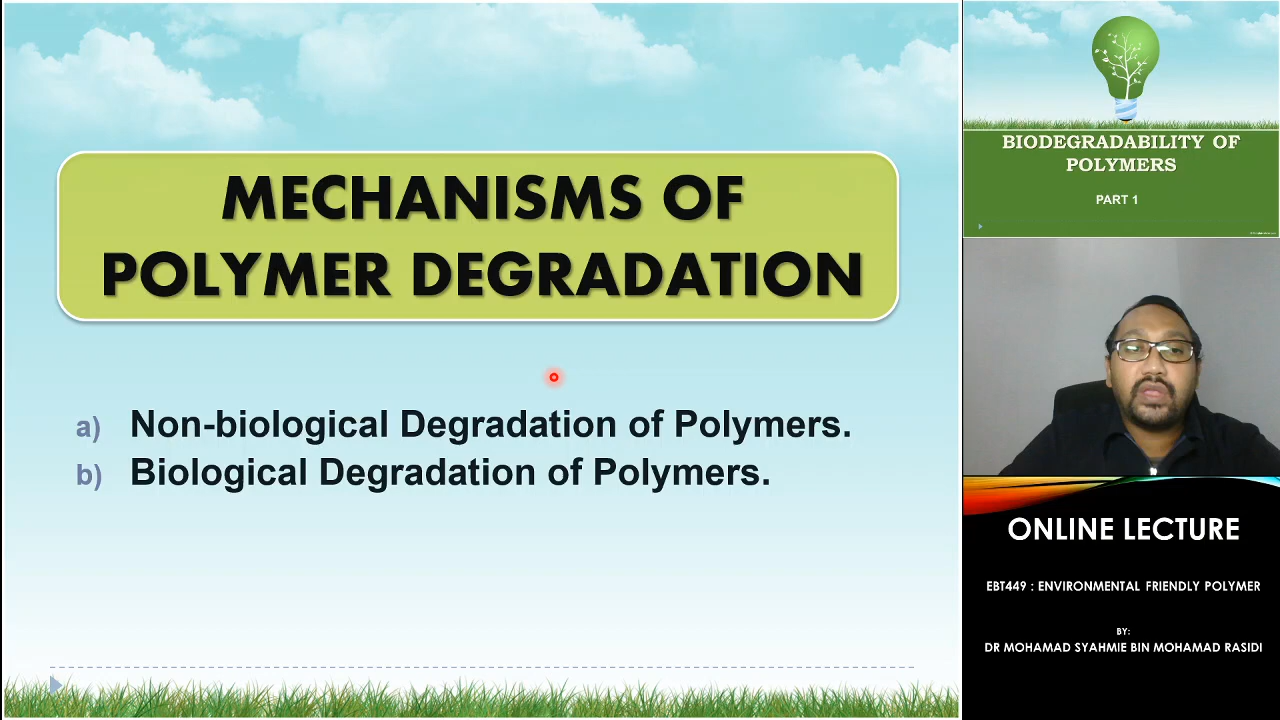 MECHANISMS OF
POLYMER DEGRADATION
a) Non-biological Degradation of Polymers.
b) Biological Degradation of Polymers.
BIODEGRADABILITY OF
POLYMERS
PART 1
ONLINE LECTURE
EBT449 : ENVIRONMENTAL FRIENDLY POLYMER
BY:
DR MOHAMAD SYAHMIE BIN MOHAMAD RASIDI